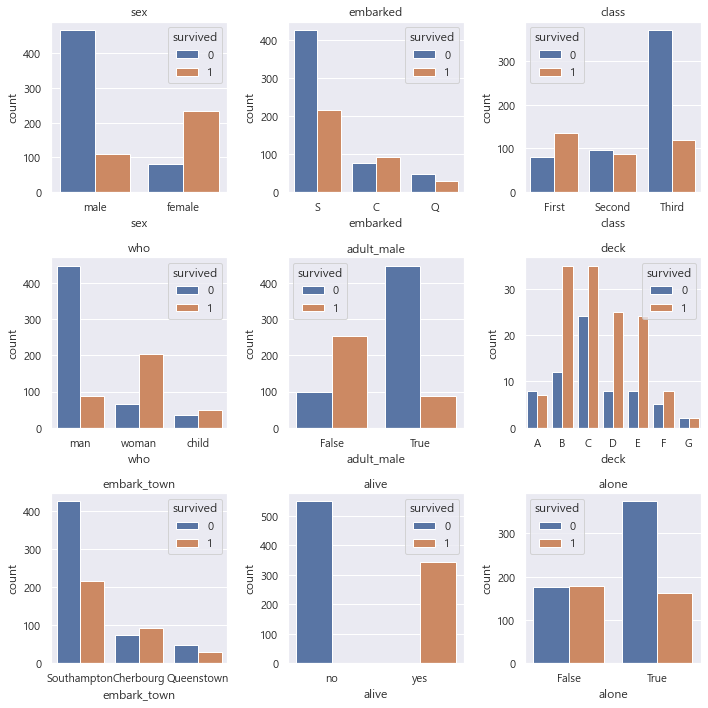 sex
survived
0
1
400
300
200
100
0
count
male female
sex
embarked
survived
0
1
400
300
200
100
0
count
S C Q
embarked
class
survived
0
1
300
200
100
0
count
First Second Third
class
who
survived
0
1
400
300
200
100
0
count
man woman child
who
adult_male
survived
0
1
400
300
200
100
0
count
False True
adult_male
deck
survived
0
1
30
20
10
0
count
A B C D E F G
deck
embark_town
survived
0
1
400
300
200
100
0
count
Southampton Cherbourg Queenstown
embark_town
alive
survived
0
1
500
400
300
200
100
0
count
no yes
alive
alone
survived
0
1
300
200
100
0
count
False True
alone